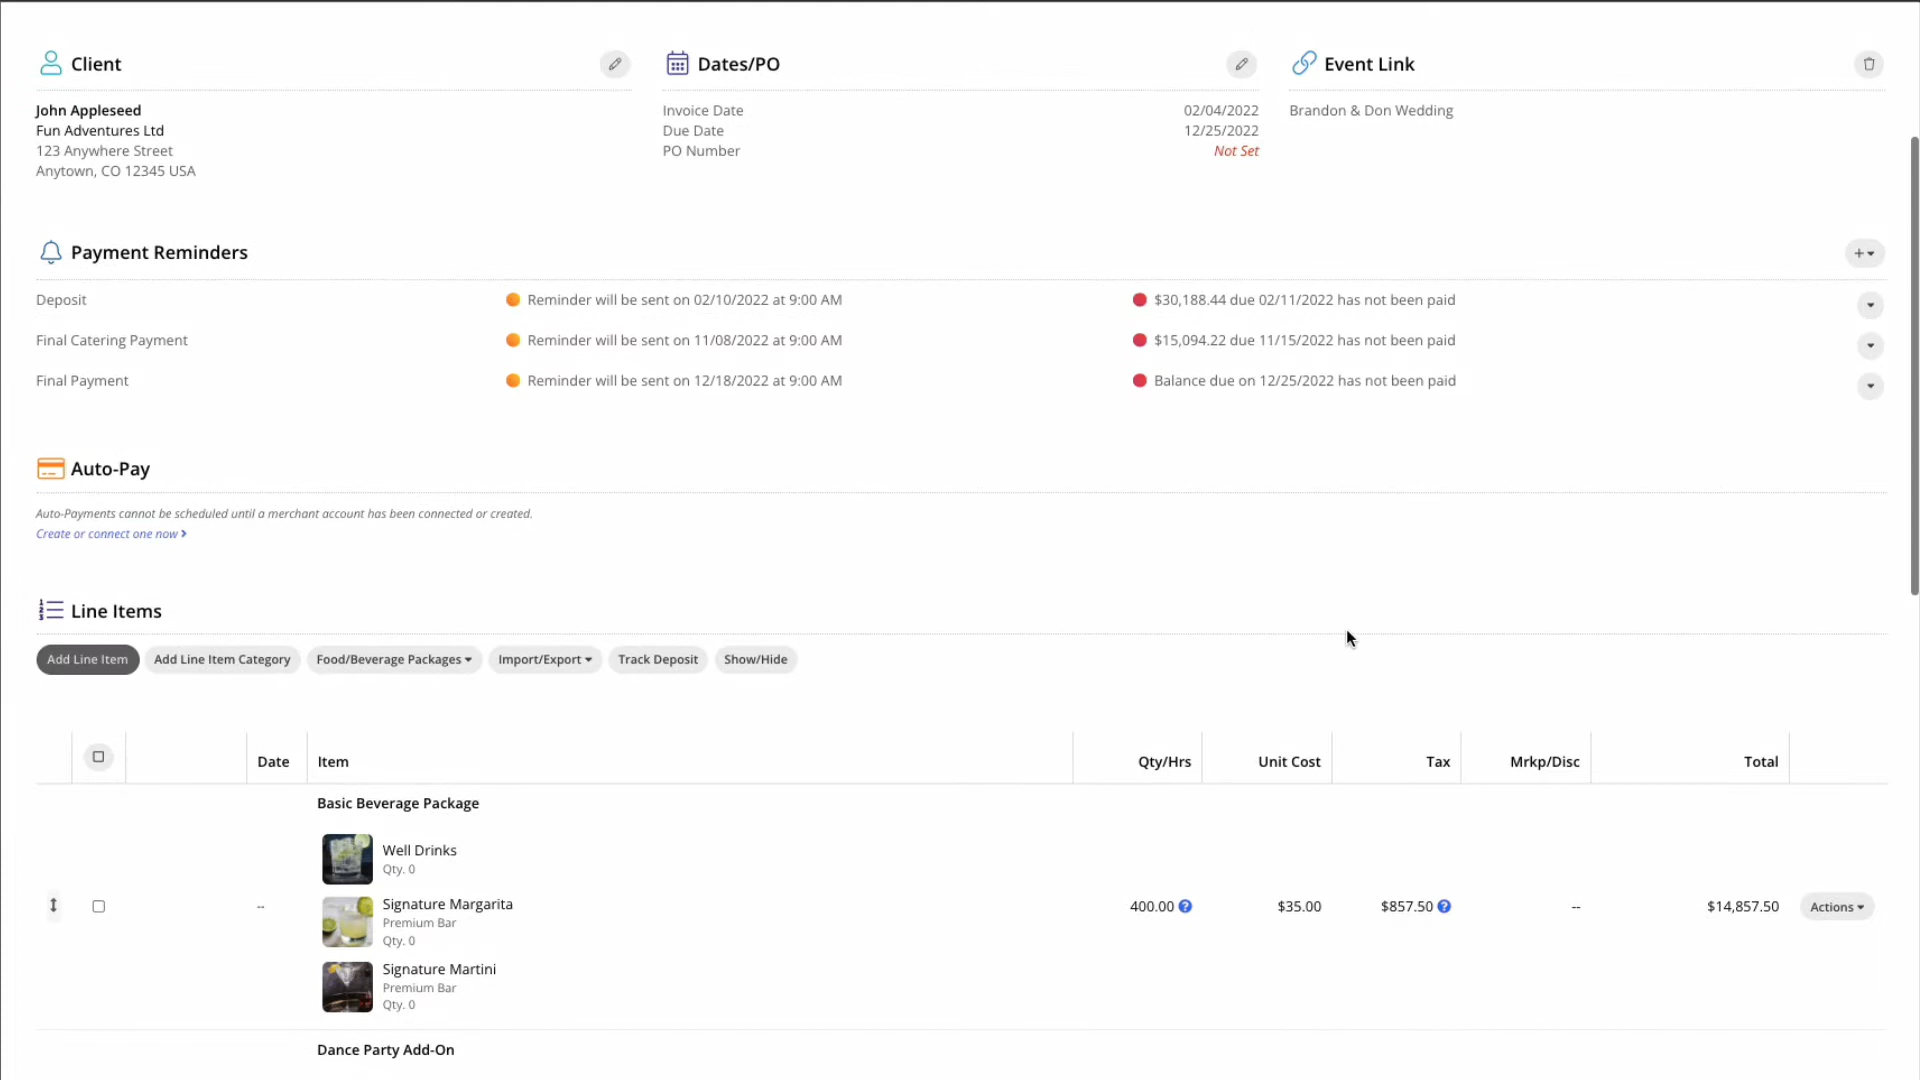 Client
John Appleseed
Fun Adventures Ltd
123 Anywhere Street
Anytown, CO 12345 USA
Dates/PO
Invoice Date 02/04/2022
Due Date 12/25/2022
PO Number Not Set
Event Link
Brandon & Don Wedding
Payment Reminders
+
Deposit Reminder will be sent on 02/10/2022 at 9:00 AM $30,188.44 due 02/11/2022 has not been paid
Final Catering Payment Reminder will be sent on 11/08/2022 at 9:00 AM $15,094.22 due 11/15/2022 has not been paid
Final Payment Reminder will be sent on 12/18/2022 at 9:00 AM Balance due on 12/25/2022 has not been paid
Auto-Pay
Auto-Payments cannot be scheduled until a merchant account has been connected or created.
Create or connect one now
Line Items
Add Line Item Add Line Item Category Food/Beverage Packages Import/Export Track Deposit Show/Hide
Date Item Qty/Hrs Unit Cost Tax Mrkp/Disc Total
Basic Beverage Package
Well Drinks
Qty. 0
Signature Margarita
Premium Bar
Qty. 0
Signature Martini
Premium Bar
Qty. 0
-- 400.00 ? $35.00 $857.50 ? -- $14,857.50 Actions
Dance Party Add-On